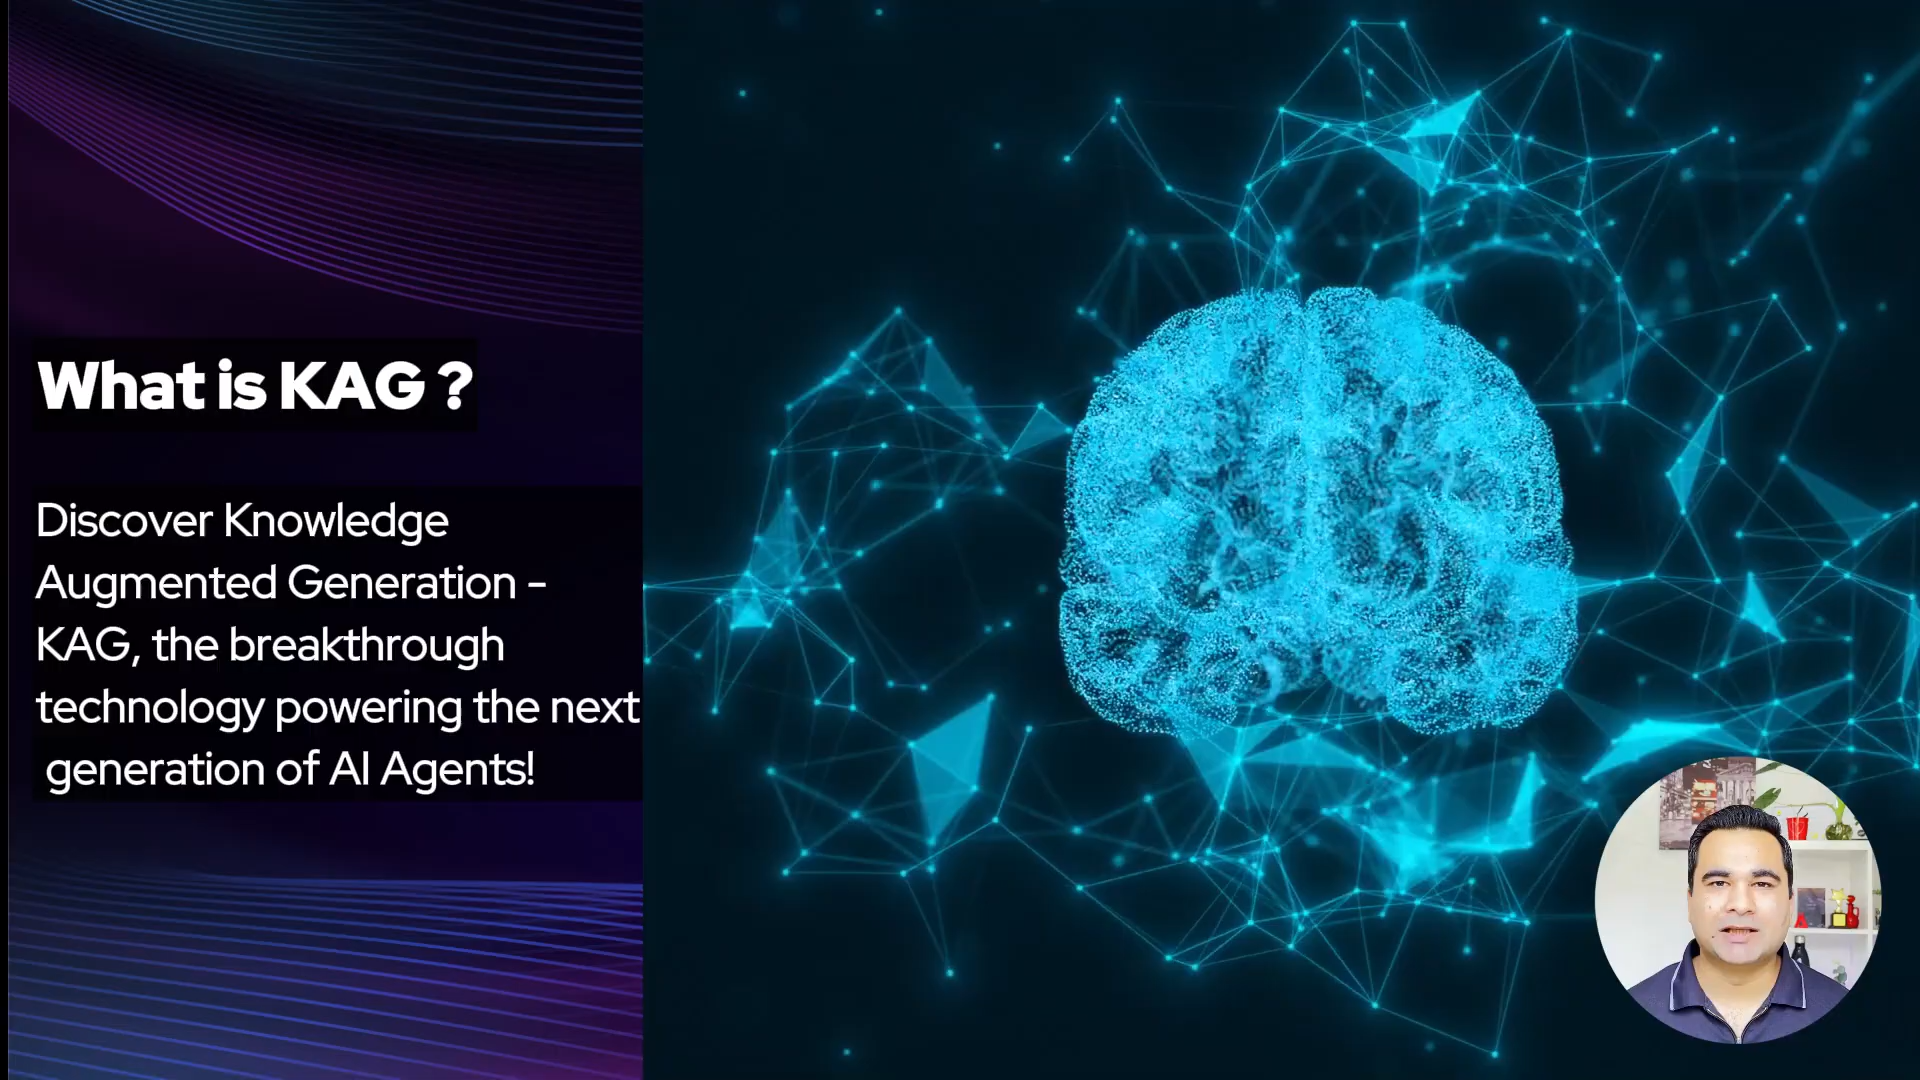 What is KAG ?
Discover Knowledge
Augmented Generation –
KAG, the breakthrough
technology powering the next
generation of AI Agents!